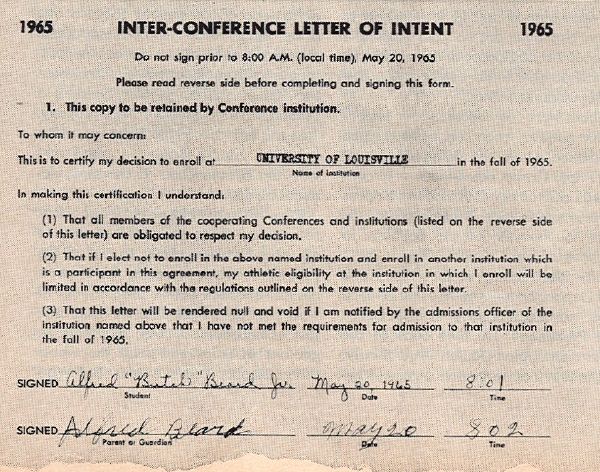 1965 INTER-CONFERENCE LETTER OF INTENT 1965
Do not sign prior to 8:00 A.M. (local time), May 20, 1965
Please read reverse side before completing and signing this form.
1. This copy to be retained by Conference institution.
To whom it may concern:
This is to certify my decision to enroll at UNIVERSITY OF LOUISVILLE in the fall of 1965.
Name of Institution
In making this certification I understand:
(1) That all members of the cooperating Conferences and institutions (listed on the reverse side
of this letter) are obligated to respect my decision.
(2) That if I elect not to enroll in the above named institution and enroll in another institution which
is a participant in this agreement, my athletic eligibility at the institution in which I enroll will be
limited in accordance with the regulations outlined on the reverse side of this letter.
(3) That this letter will be rendered null and void if I am notified by the admissions officer of the
institution named above that I have not met the requirements for admission to that institution in
the fall of 1965.
SIGNED Alfred "Butch" Beard Jr. May 20, 1965 8:01
Student Date Time
SIGNED Alfred Beard May 20 802
Parent or Guardian Date Time